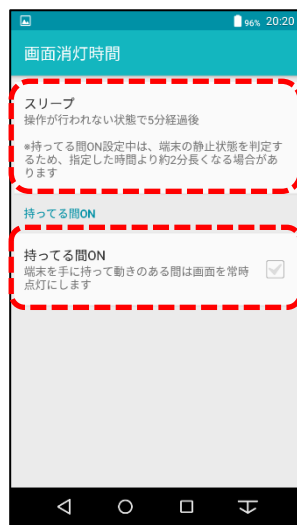 96% 20:20
画面消灯時間
スリープ
操作が行われない状態で5分経過後
※持ってる間ON設定中は、端末の静止状態を判定す
るため、指定した時間より約2分長くなる場合があ
ります
持ってる間ON
持ってる間ON
端末を手に持って動きのある間は画面を常時
点灯にします